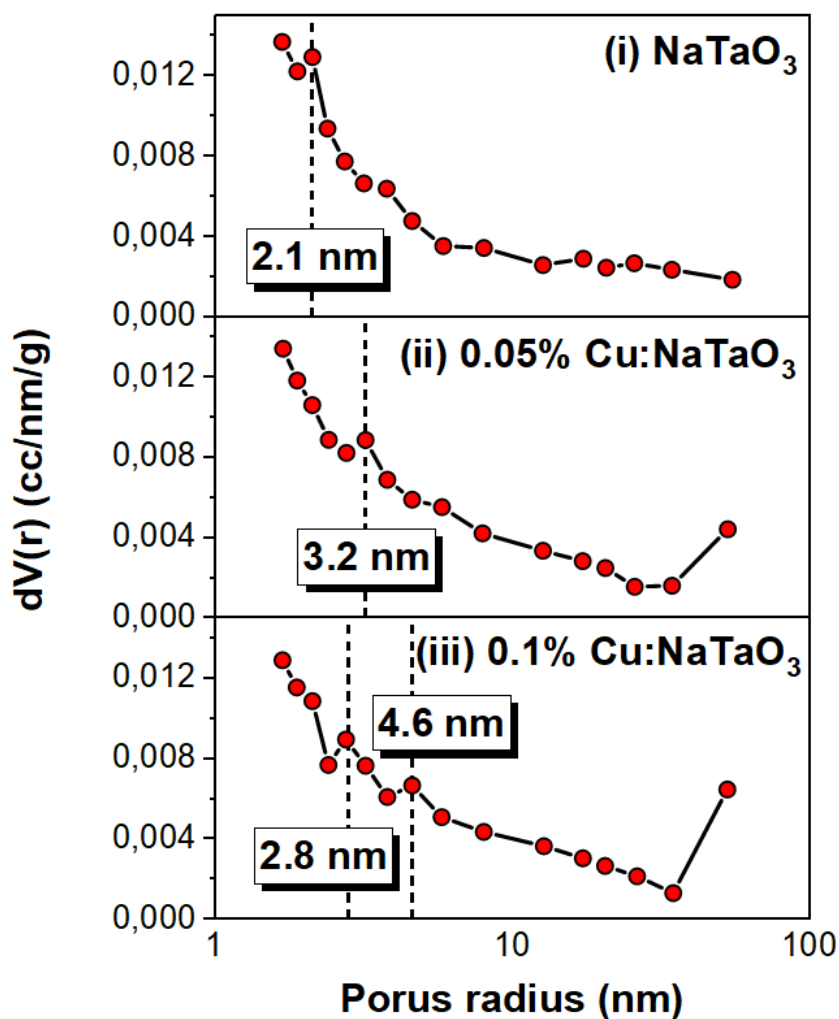 dV(r) (cc/nm/g)
(i) NaTaO₃
0,012
0,008
0,004
0,000
2.1 nm
(ii) 0.05% Cu:NaTaO₃
0,012
0,008
0,004
0,000
3.2 nm
(iii) 0.1% Cu:NaTaO₃
0,012
0,008
0,004
0,000
4.6 nm
2.8 nm
1
10
100
Porus radius (nm)